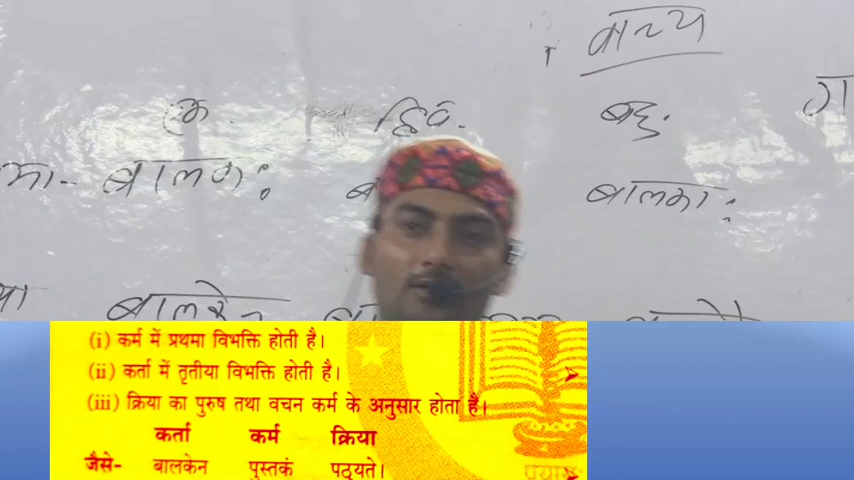 वाच्य
एक. द्विव. बहु.
बालकः बालकाः
बालकेन
(i) कर्म में प्रथमा विभक्ति होती है।
(ii) कर्ता में तृतीया विभक्ति होती है।
(iii) क्रिया का पुरुष तथा वचन कर्म के अनुसार होता है।
कर्ता कर्म क्रिया
जैसे- बालकेन पुस्तकं पठ्यते।